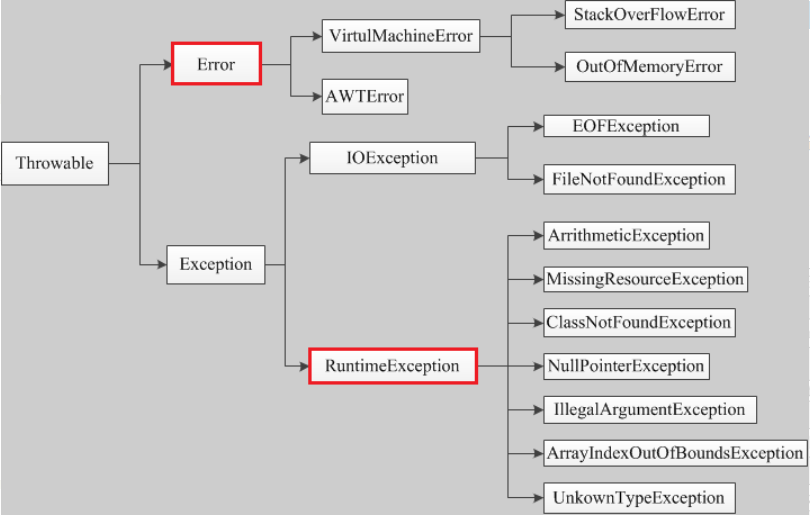 StackOverFlowError
VirtulMachineError
Error
OutOfMemoryError
AWTError
EOFException
IOException
Throwable
FileNotFoundException
ArrithmeticException
Exception
MissingResourceException
ClassNotFoundException
RuntimeException
NullPointerException
IllegalArgumentException
ArrayIndexOutOfBoundsException
UnkownTypeException